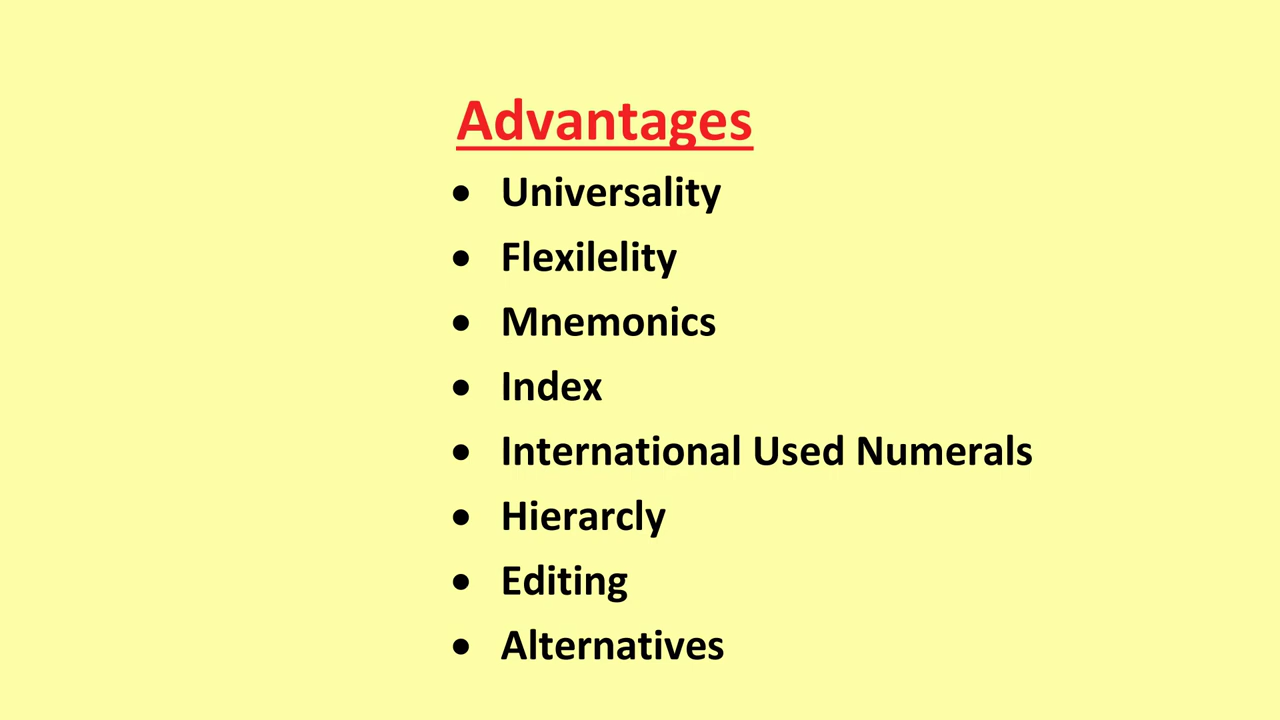 Advantages
• Universality
• Flexilelity
• Mnemonics
• Index
• International Used Numerals
• Hierarcly
• Editing
• Alternatives